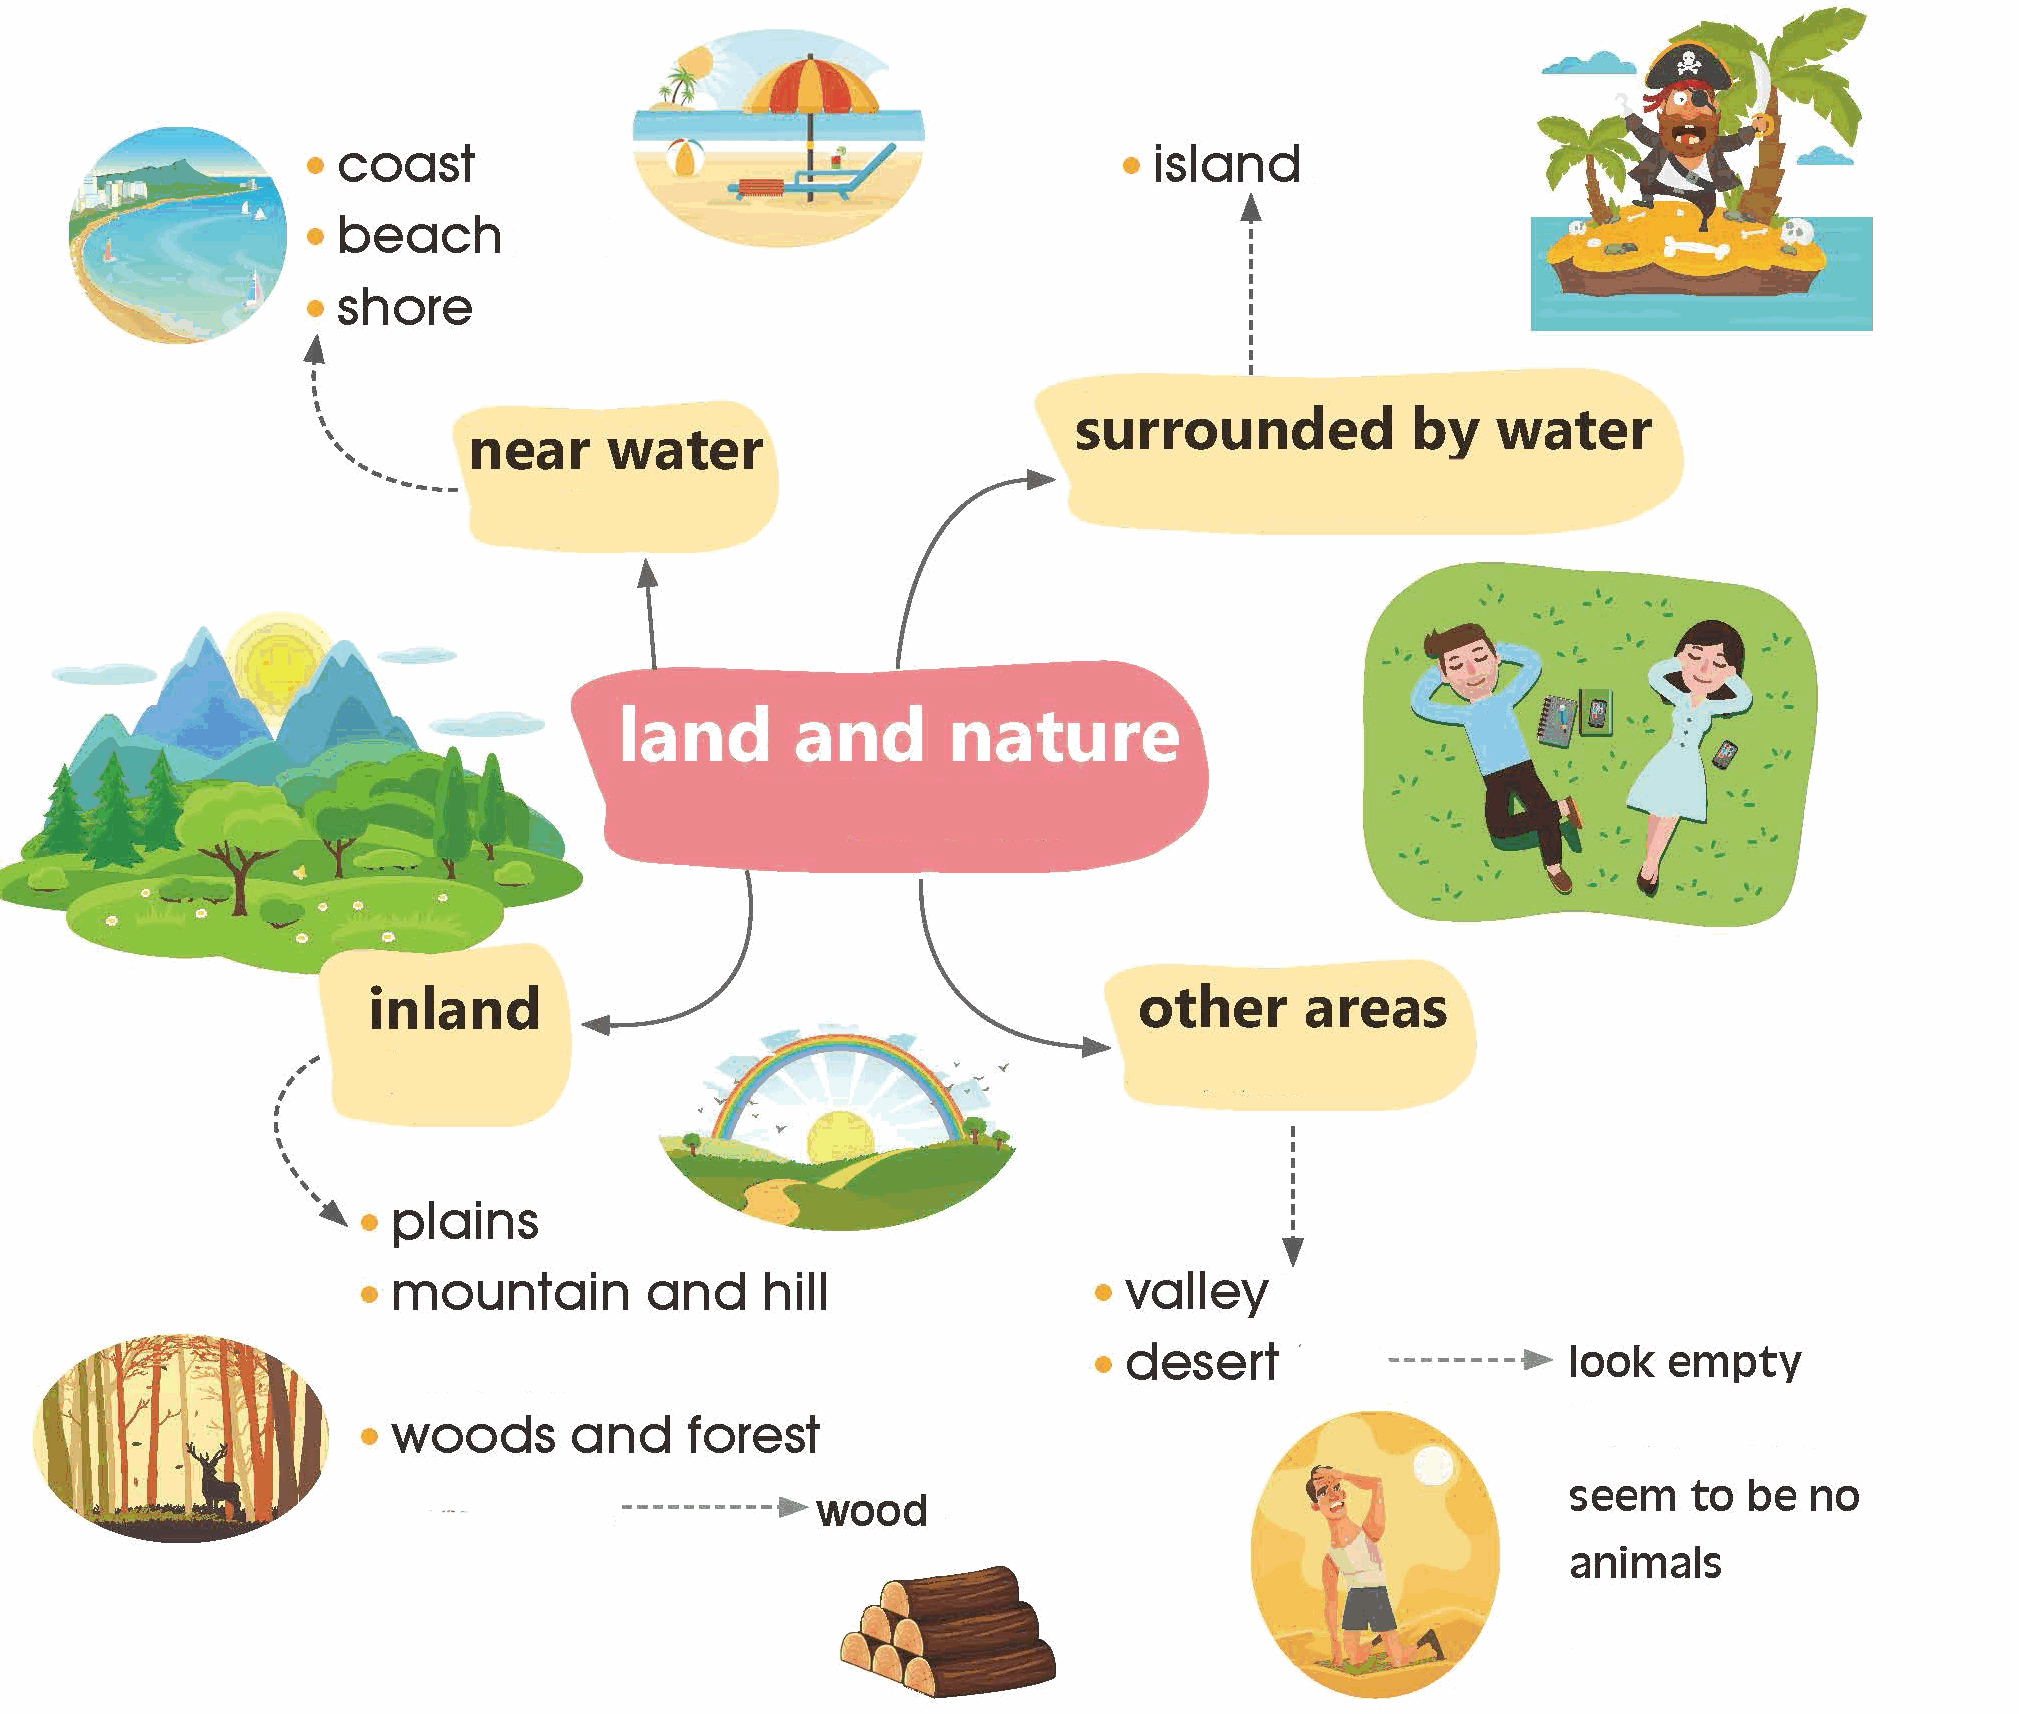 coast
beach
shore
island
near water
surrounded by water
land and nature
inland
other areas
plains
mountain and hill
woods and forest
wood
valley
desert
look empty
seem to be no
animals